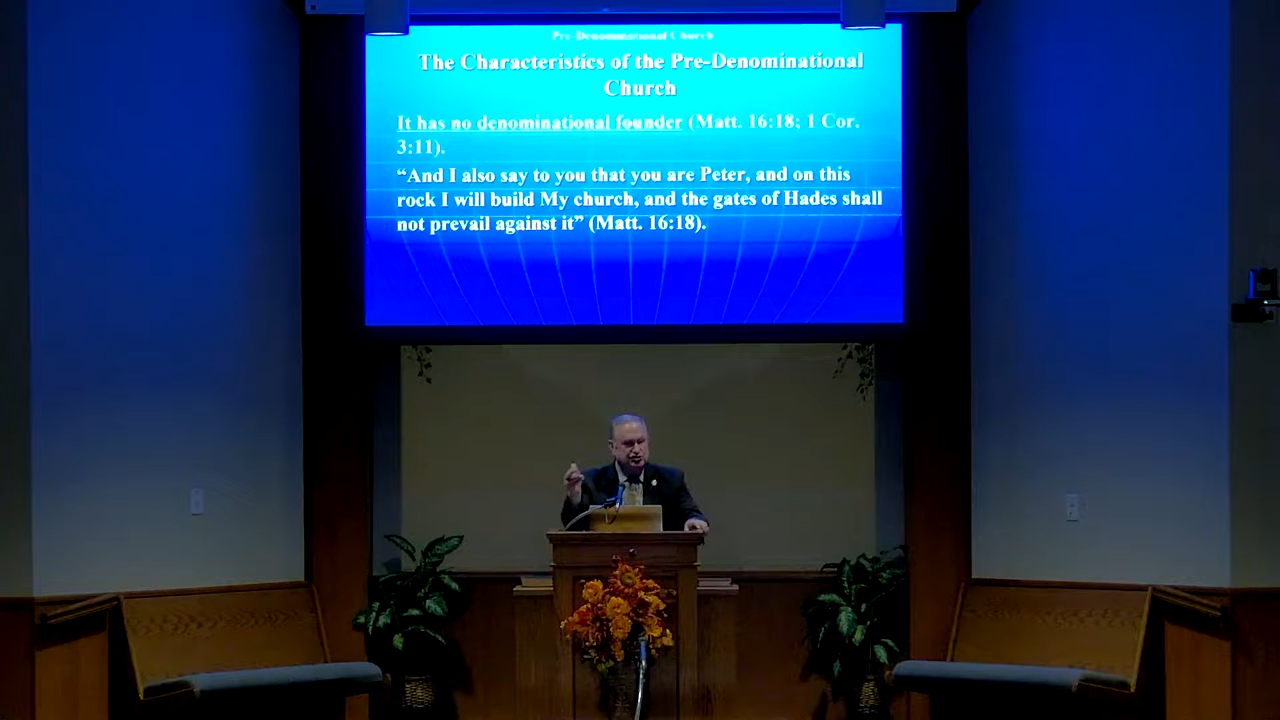 Pre-Denominational Church
The Characteristics of the Pre-Denominational
Church
It has no denominational founder (Matt. 16:18; 1 Cor.
3:11).
“And I also say to you that you are Peter, and on this
rock I will build My church, and the gates of Hades shall
not prevail against it” (Matt. 16:18).